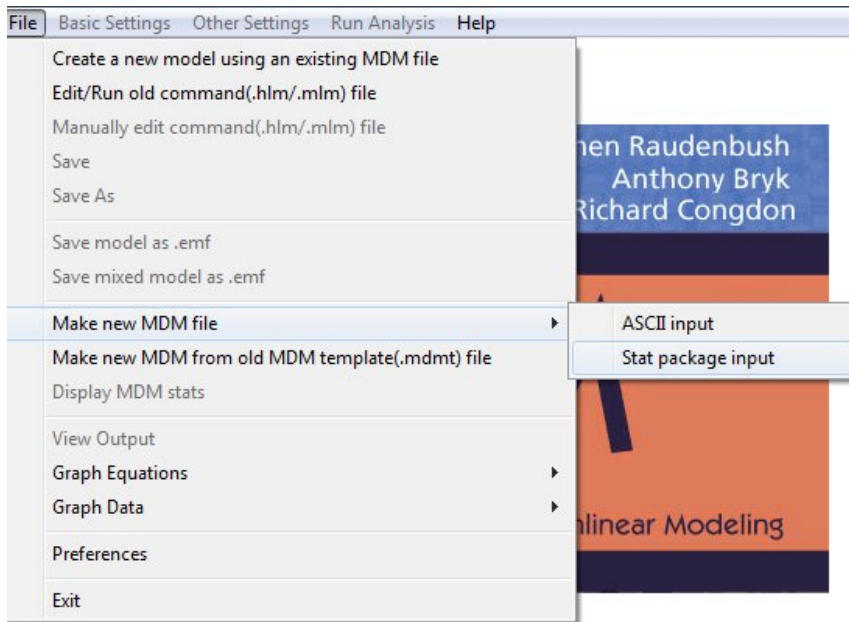 File Basic Settings Other Settings Run Analysis Help
Create a new model using an existing MDM file
Edit/Run old command(.hlm/.mlm) file
Manually edit command(.hlm/.mlm) file
Save
Save As
Save model as .emf
Save mixed model as .emf
Make new MDM file
ASCII input
Stat package input
Make new MDM from old MDM template(.mdmt) file
Display MDM stats
View Output
Graph Equations
Graph Data
Preferences
Exit
hen Raudenbush
Anthony Bryk
Richard Congdon
nlinear Modeling